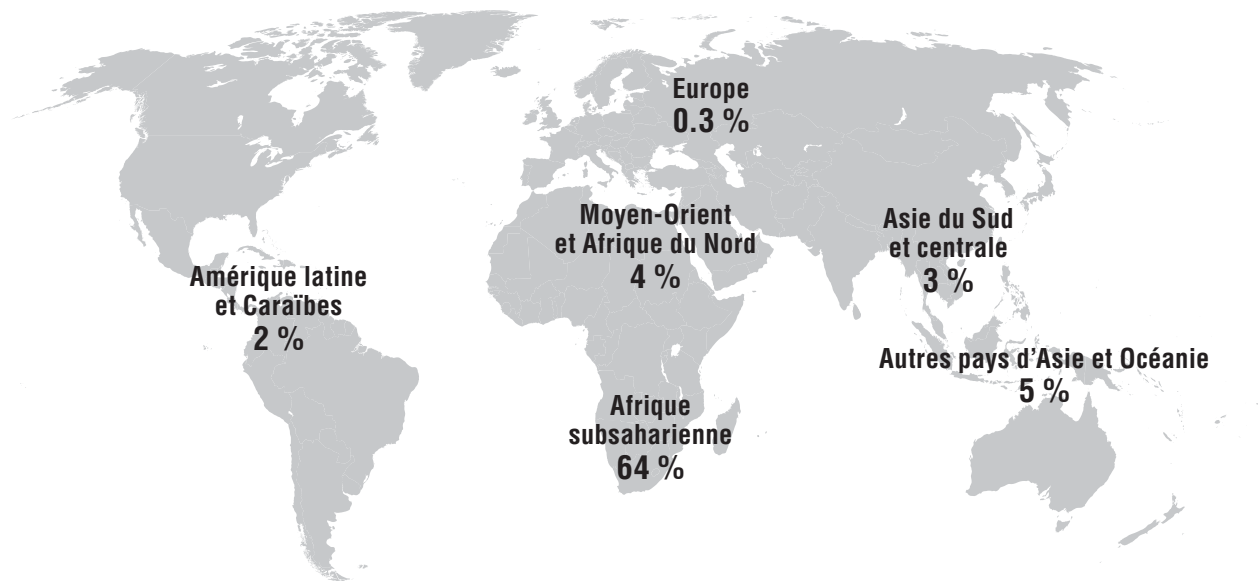 Europe
0.3 %
Moyen-Orient
et Afrique du Nord
4 %
Asie du Sud
et centrale
3 %
Amérique latine
et Caraïbes
2 %
Autres pays d’Asie et Océanie
5 %
Afrique
subsaharienne
64 %